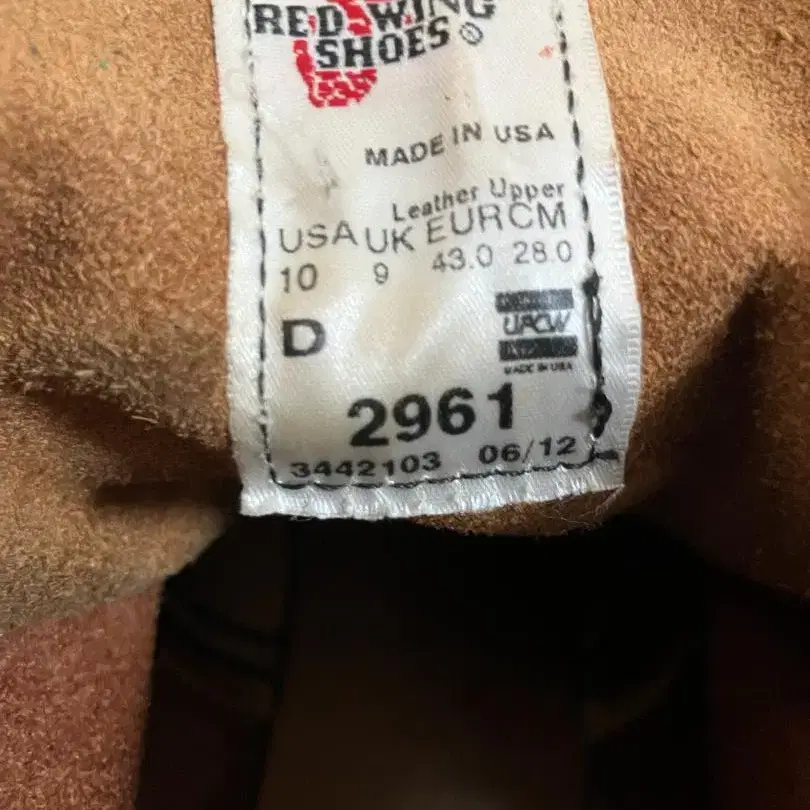 RED WING
SHOES®
MADE IN USA
Leather Upper
USA UK EUR CM
10 9 43.0 28.0
D
UFCW
MADE IN USA
2961
3442103 06/12